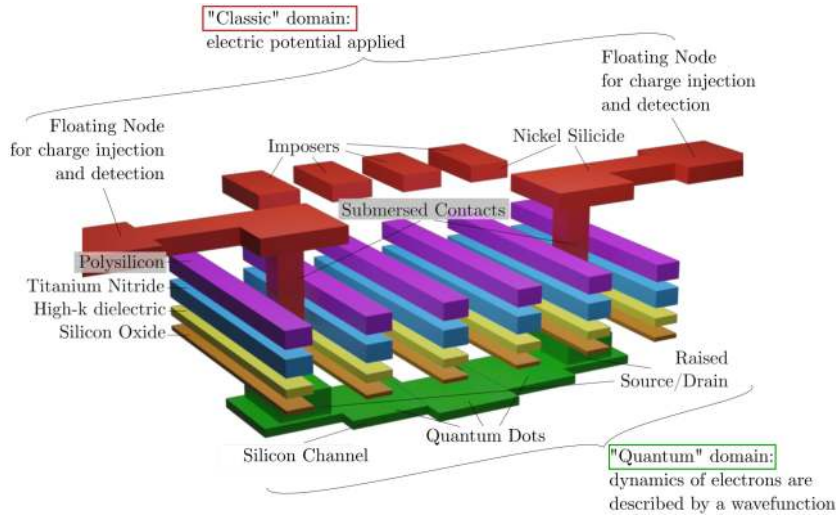 "Classic" domain:
electric potential applied
Floating Node
for charge injection
and detection
Floating Node
for charge injection
and detection
Imposers
Nickel Silicide
Submersed Contacts
Polysilicon
Titanium Nitride
High-k dielectric
Silicon Oxide
Raised
Source/Drain
Quantum Dots
Silicon Channel
"Quantum" domain:
dynamics of electrons are
described by a wavefunction